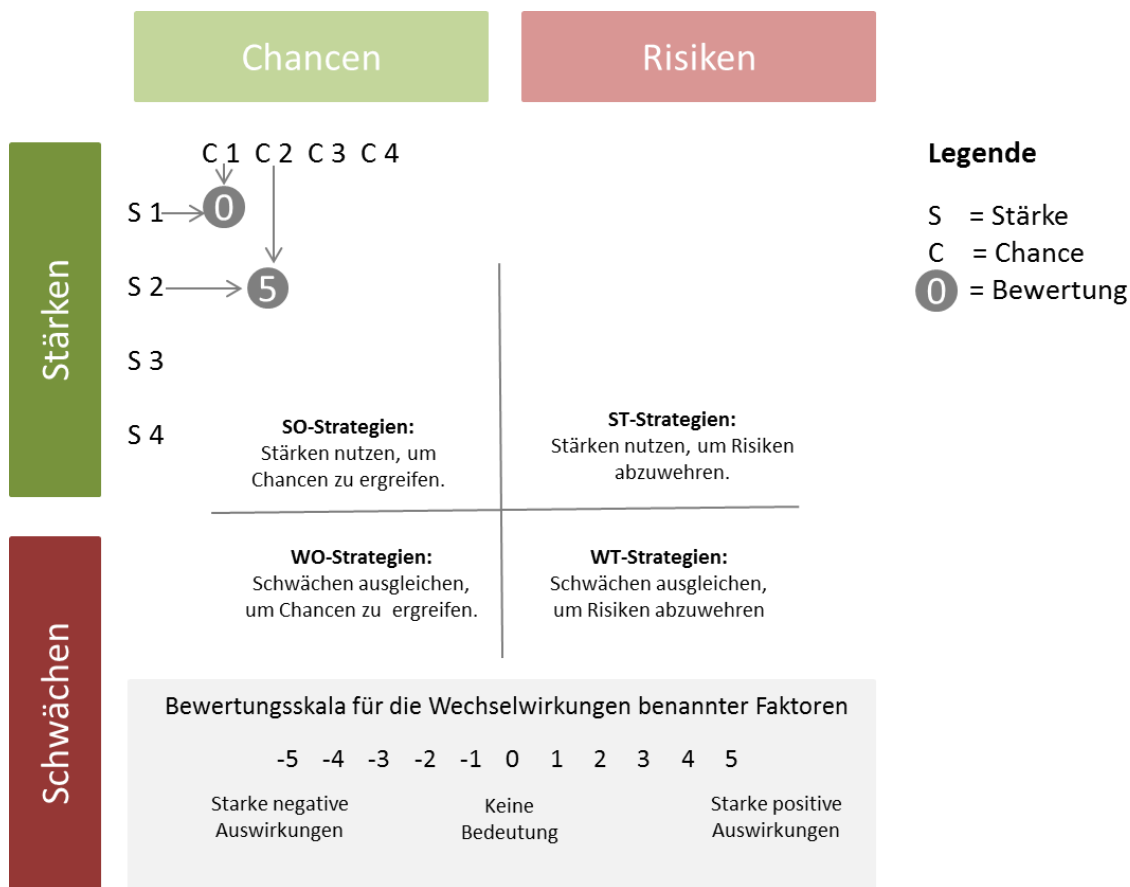 Chancen
Risiken
Stärken
C 1 C 2 C 3 C 4
S 1
0
S 2
5
S 3
S 4
SO-Strategien:
Stärken nutzen, um
Chancen zu ergreifen.
ST-Strategien:
Stärken nutzen, um Risiken
abzuwehren.
Legende
S = Stärke
C = Chance
0 = Bewertung
Schwächen
WO-Strategien:
Schwächen ausgleichen,
um Chancen zu ergreifen.
WT-Strategien:
Schwächen ausgleichen,
um Risiken abzuwehren
Bewertungsskala für die Wechselwirkungen benannter Faktoren
-5 -4 -3 -2 -1 0 1 2 3 4 5
Starke negative
Auswirkungen
Keine
Bedeutung
Starke positive
Auswirkungen